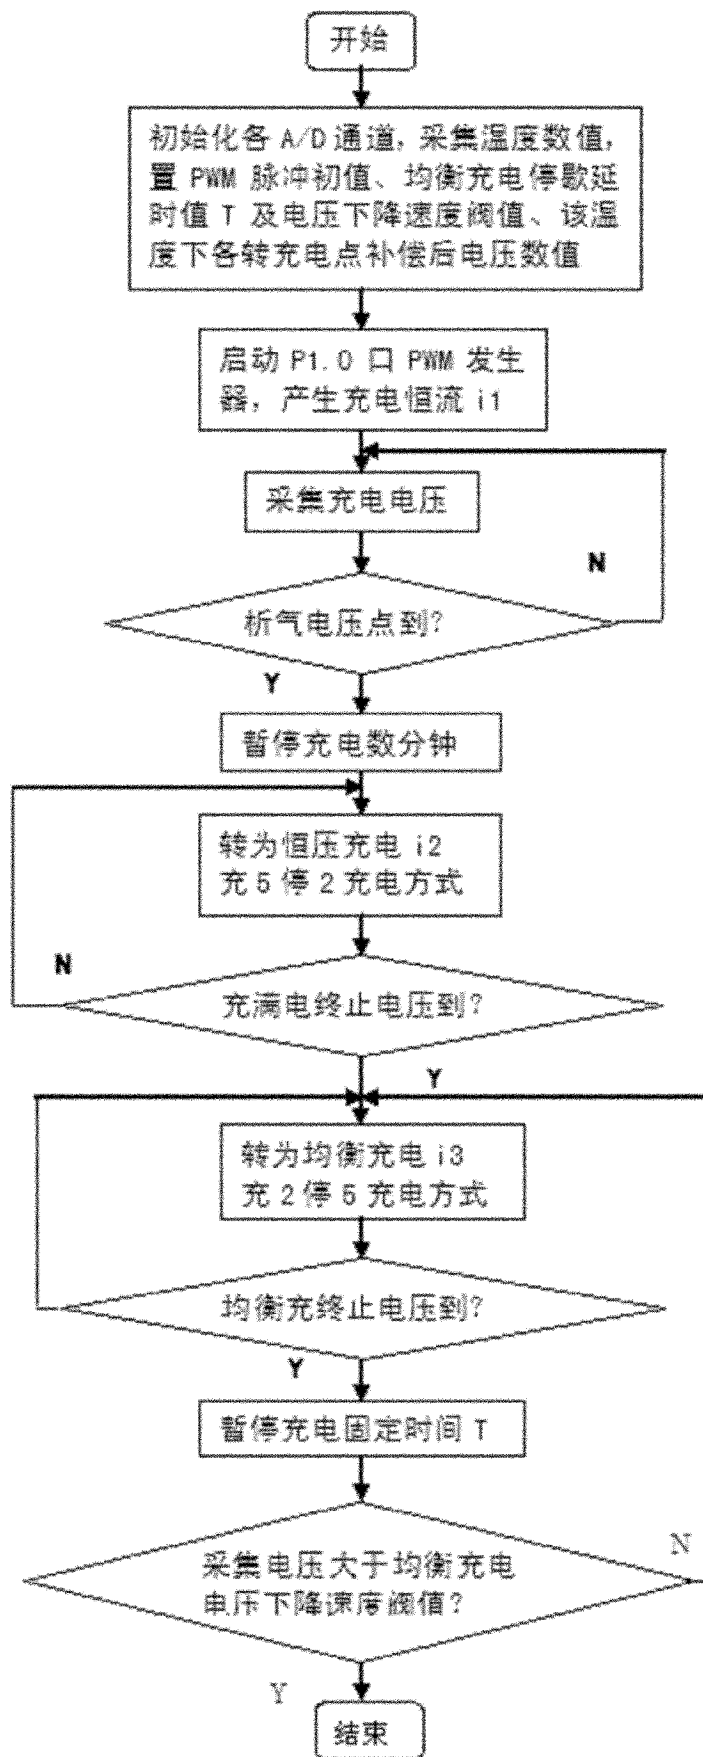 开始
初始化各 A/D 通道，采集温度数值，
置 PWM 脉冲初值、均衡充电停歇延
时值 T 及电压下降速度阀值、该温
度下各转充电点补偿后电压数值
启动 P1.0 口 PWM 发生
器，产生充电恒流 i1
采集充电电压
N
析气电压点到？
Y
暂停充电数分钟
转为恒压充电 i2
充 5 停 2 充电方式
N
充满电终止电压到？
Y
转为均衡充电 i3
充 2 停 5 充电方式
均衡充终止电压到？
Y
暂停充电固定时间 T
N
采集电压大于均衡充电
电压下降速度阀值？
Y
结束